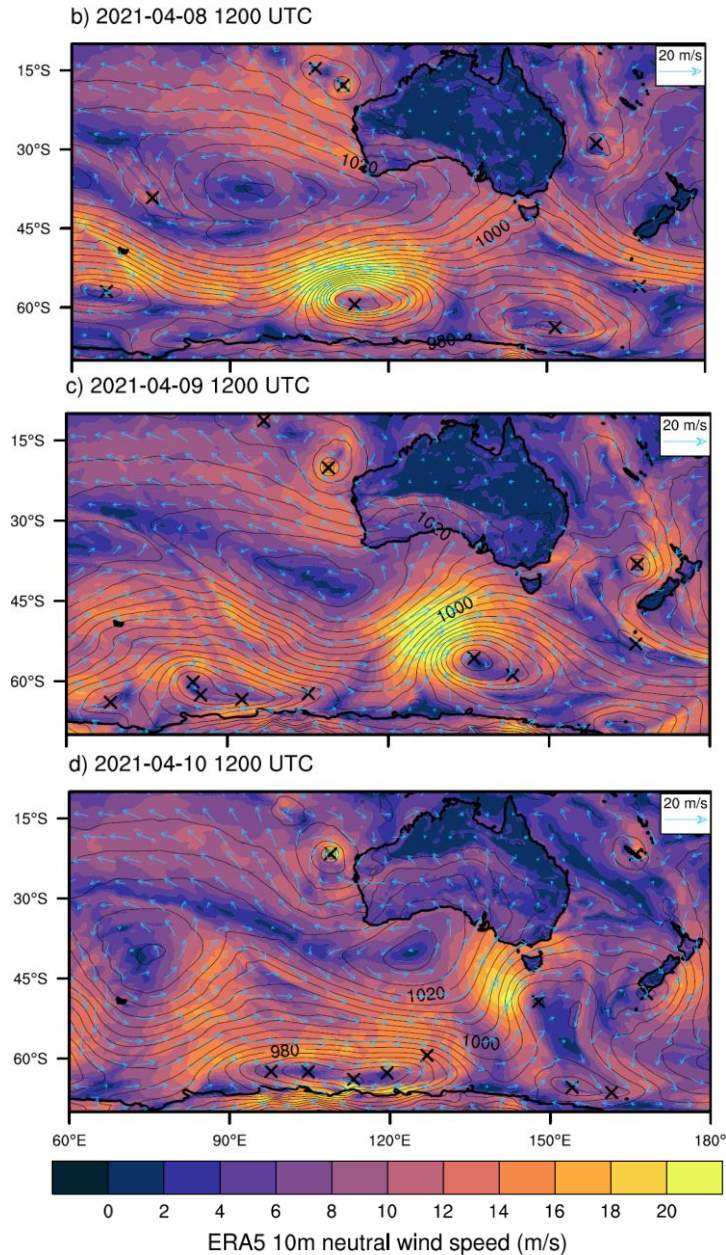 b) 2021-04-08 1200 UTC
20 m/s
15°S
30°S
1020
45°S
1000
60°S
980
c) 2021-04-09 1200 UTC
20 m/s
15°S
30°S
1020
45°S
1000
60°S
d) 2021-04-10 1200 UTC
20 m/s
15°S
30°S
45°S
1020
1000
980
60°S
60°E 90°E 120°E 150°E 180°
0 2 4 6 8 10 12 14 16 18 20
ERA5 10m neutral wind speed (m/s)